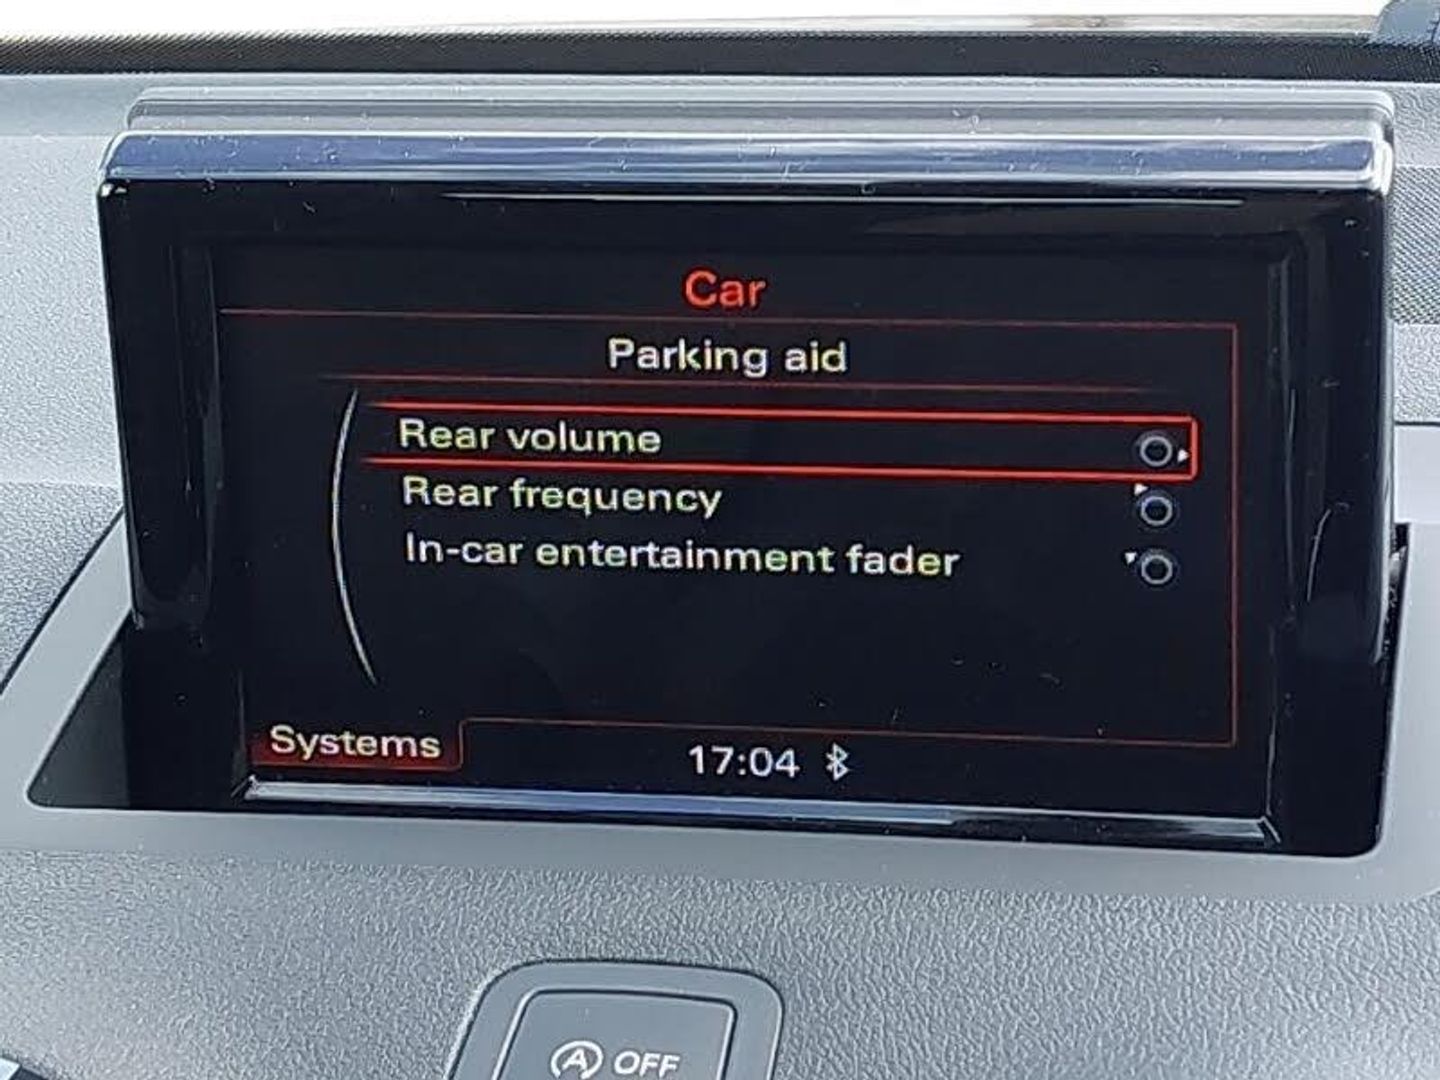 Car
Parking aid
Rear volume
Rear frequency
In-car entertainment fader
Systems
17:04
A OFF